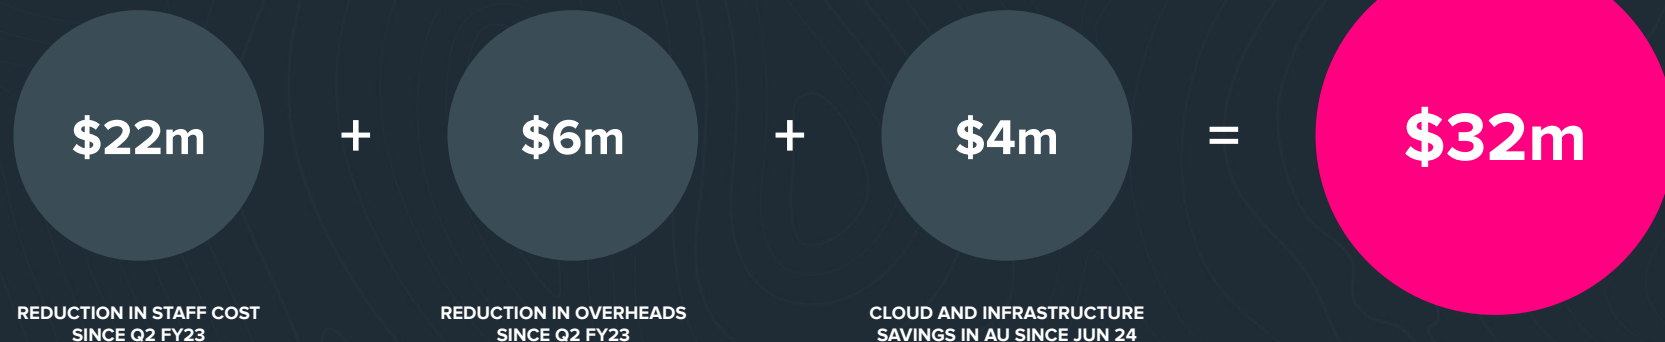 $22m + $6m + $4m = $32m
REDUCTION IN STAFF COST
SINCE Q2 FY23
REDUCTION IN OVERHEADS
SINCE Q2 FY23
CLOUD AND INFRASTRUCTURE
SAVINGS IN AU SINCE JUN 24